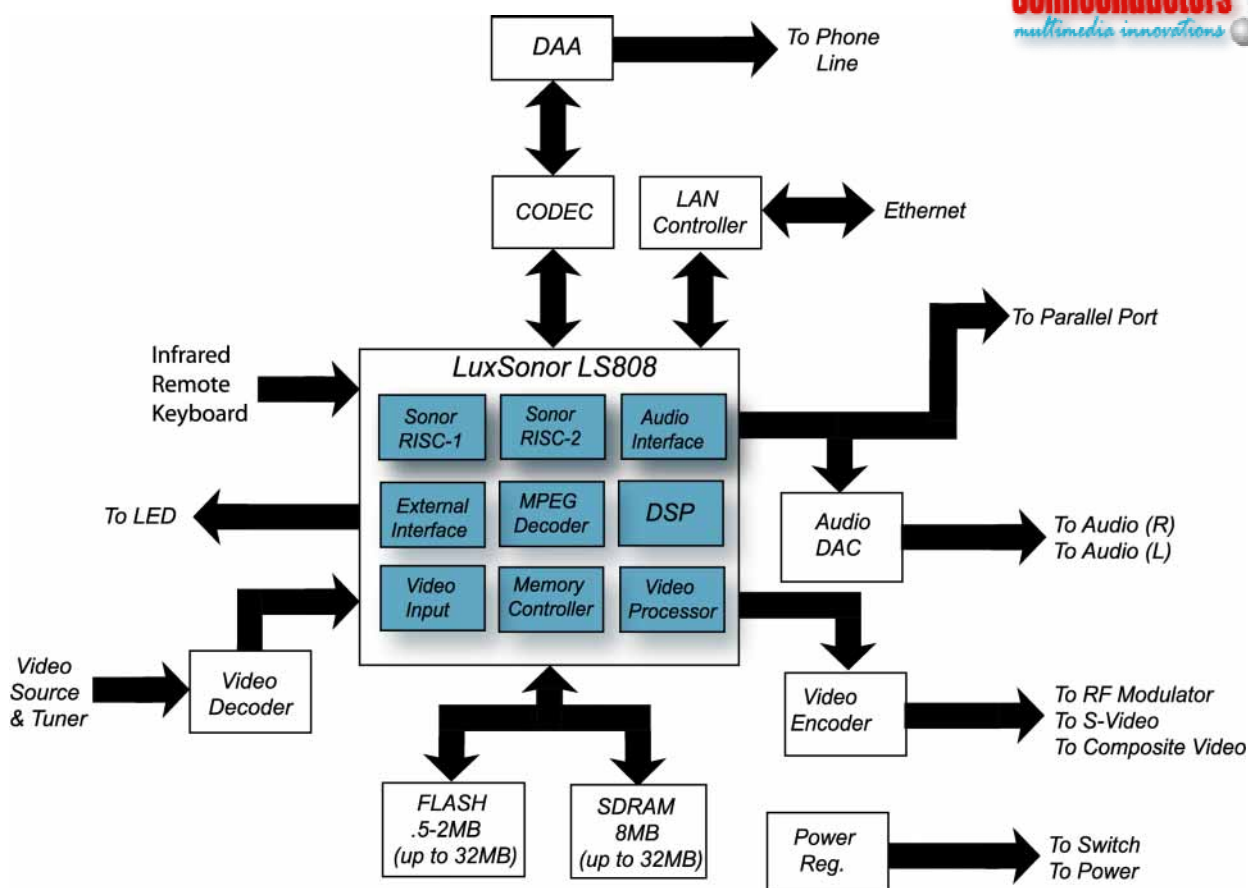 Semiconductors
multimedia innovations
DAA
To Phone
Line
CODEC
LAN
Controller
Ethernet
To Parallel Port
Infrared
Remote
Keyboard
LuxSonor LS808
Sonor
RISC-1
Sonor
RISC-2
Audio
Interface
To LED
External
Interface
MPEG
Decoder
DSP
Audio
DAC
To Audio (R)
To Audio (L)
Video
Input
Memory
Controller
Video
Processor
Video
Source
& Tuner
Video
Decoder
Video
Encoder
To RF Modulator
To S-Video
To Composite Video
FLASH
.5-2MB
(up to 32MB)
SDRAM
8MB
(up to 32MB)
Power
Reg.
To Switch
To Power